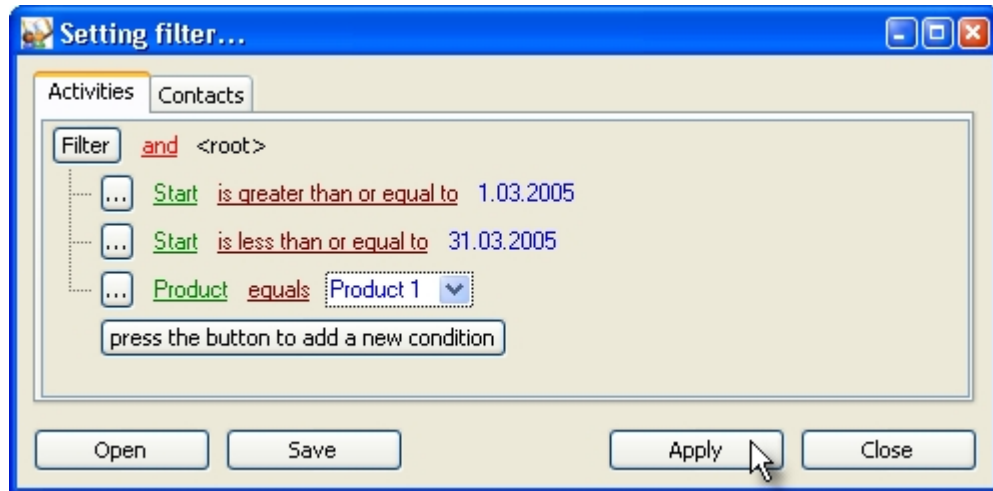 Setting filter...
Activities Contacts
Filter and <root>
... Start is greater than or equal to 1.03.2005
... Start is less than or equal to 31.03.2005
... Product equals Product 1
press the button to add a new condition
Open Save Apply Close